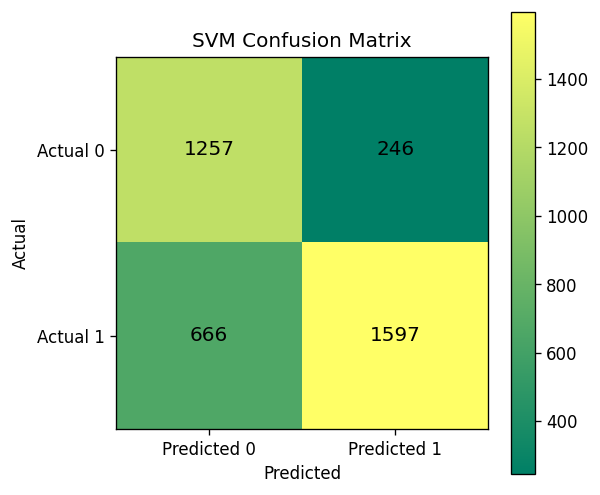 SVM Confusion Matrix
Actual
Actual 0
1257
246
Actual 1
666
1597
Predicted 0
Predicted 1
Predicted
1400
1200
1000
800
600
400